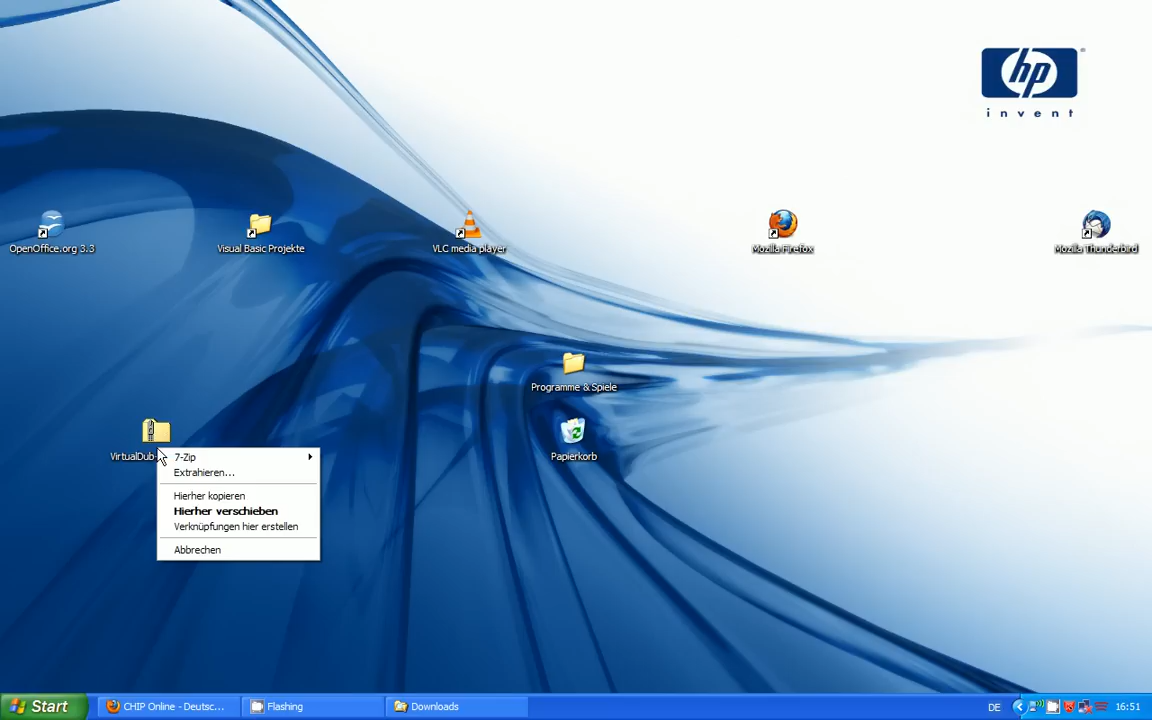 hp
invent
OpenOffice.org 3.3
Visual Basic Projekte
VLC media player
Mozilla Firefox
Mozilla Thunderbird
Programme & Spiele
VirtualDub
Papierkorb
7-Zip
Extrahieren...
Hierher kopieren
Hierher verschieben
Verknüpfungen hier erstellen
Abbrechen
Start
CHIP Online - Deutsc...
Flashing
Downloads
DE
16:51